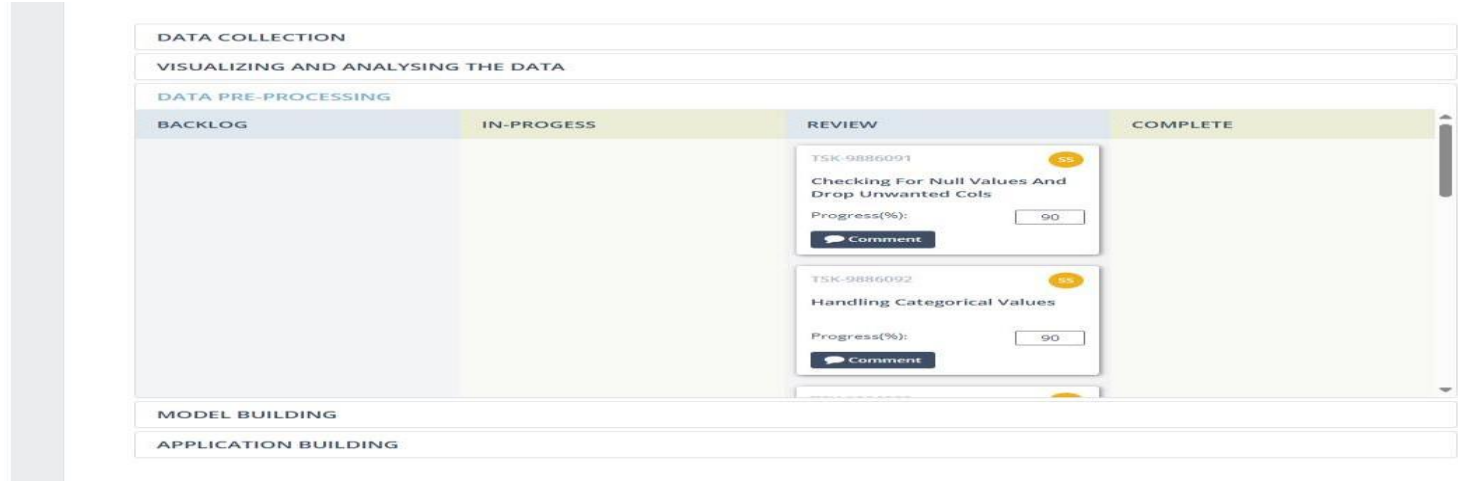 DATA COLLECTION
VISUALIZING AND ANALYSING THE DATA
DATA PRE-PROCESSING
BACKLOG
IN-PROGESS
REVIEW
COMPLETE
TSK-9886091
SS
Checking For Null Values And
Drop Unwanted Cols
Progress(%):
90
Comment
TSK-9886092
SS
Handling Categorical Values
Progress(%):
90
Comment
MODEL BUILDING
APPLICATION BUILDING